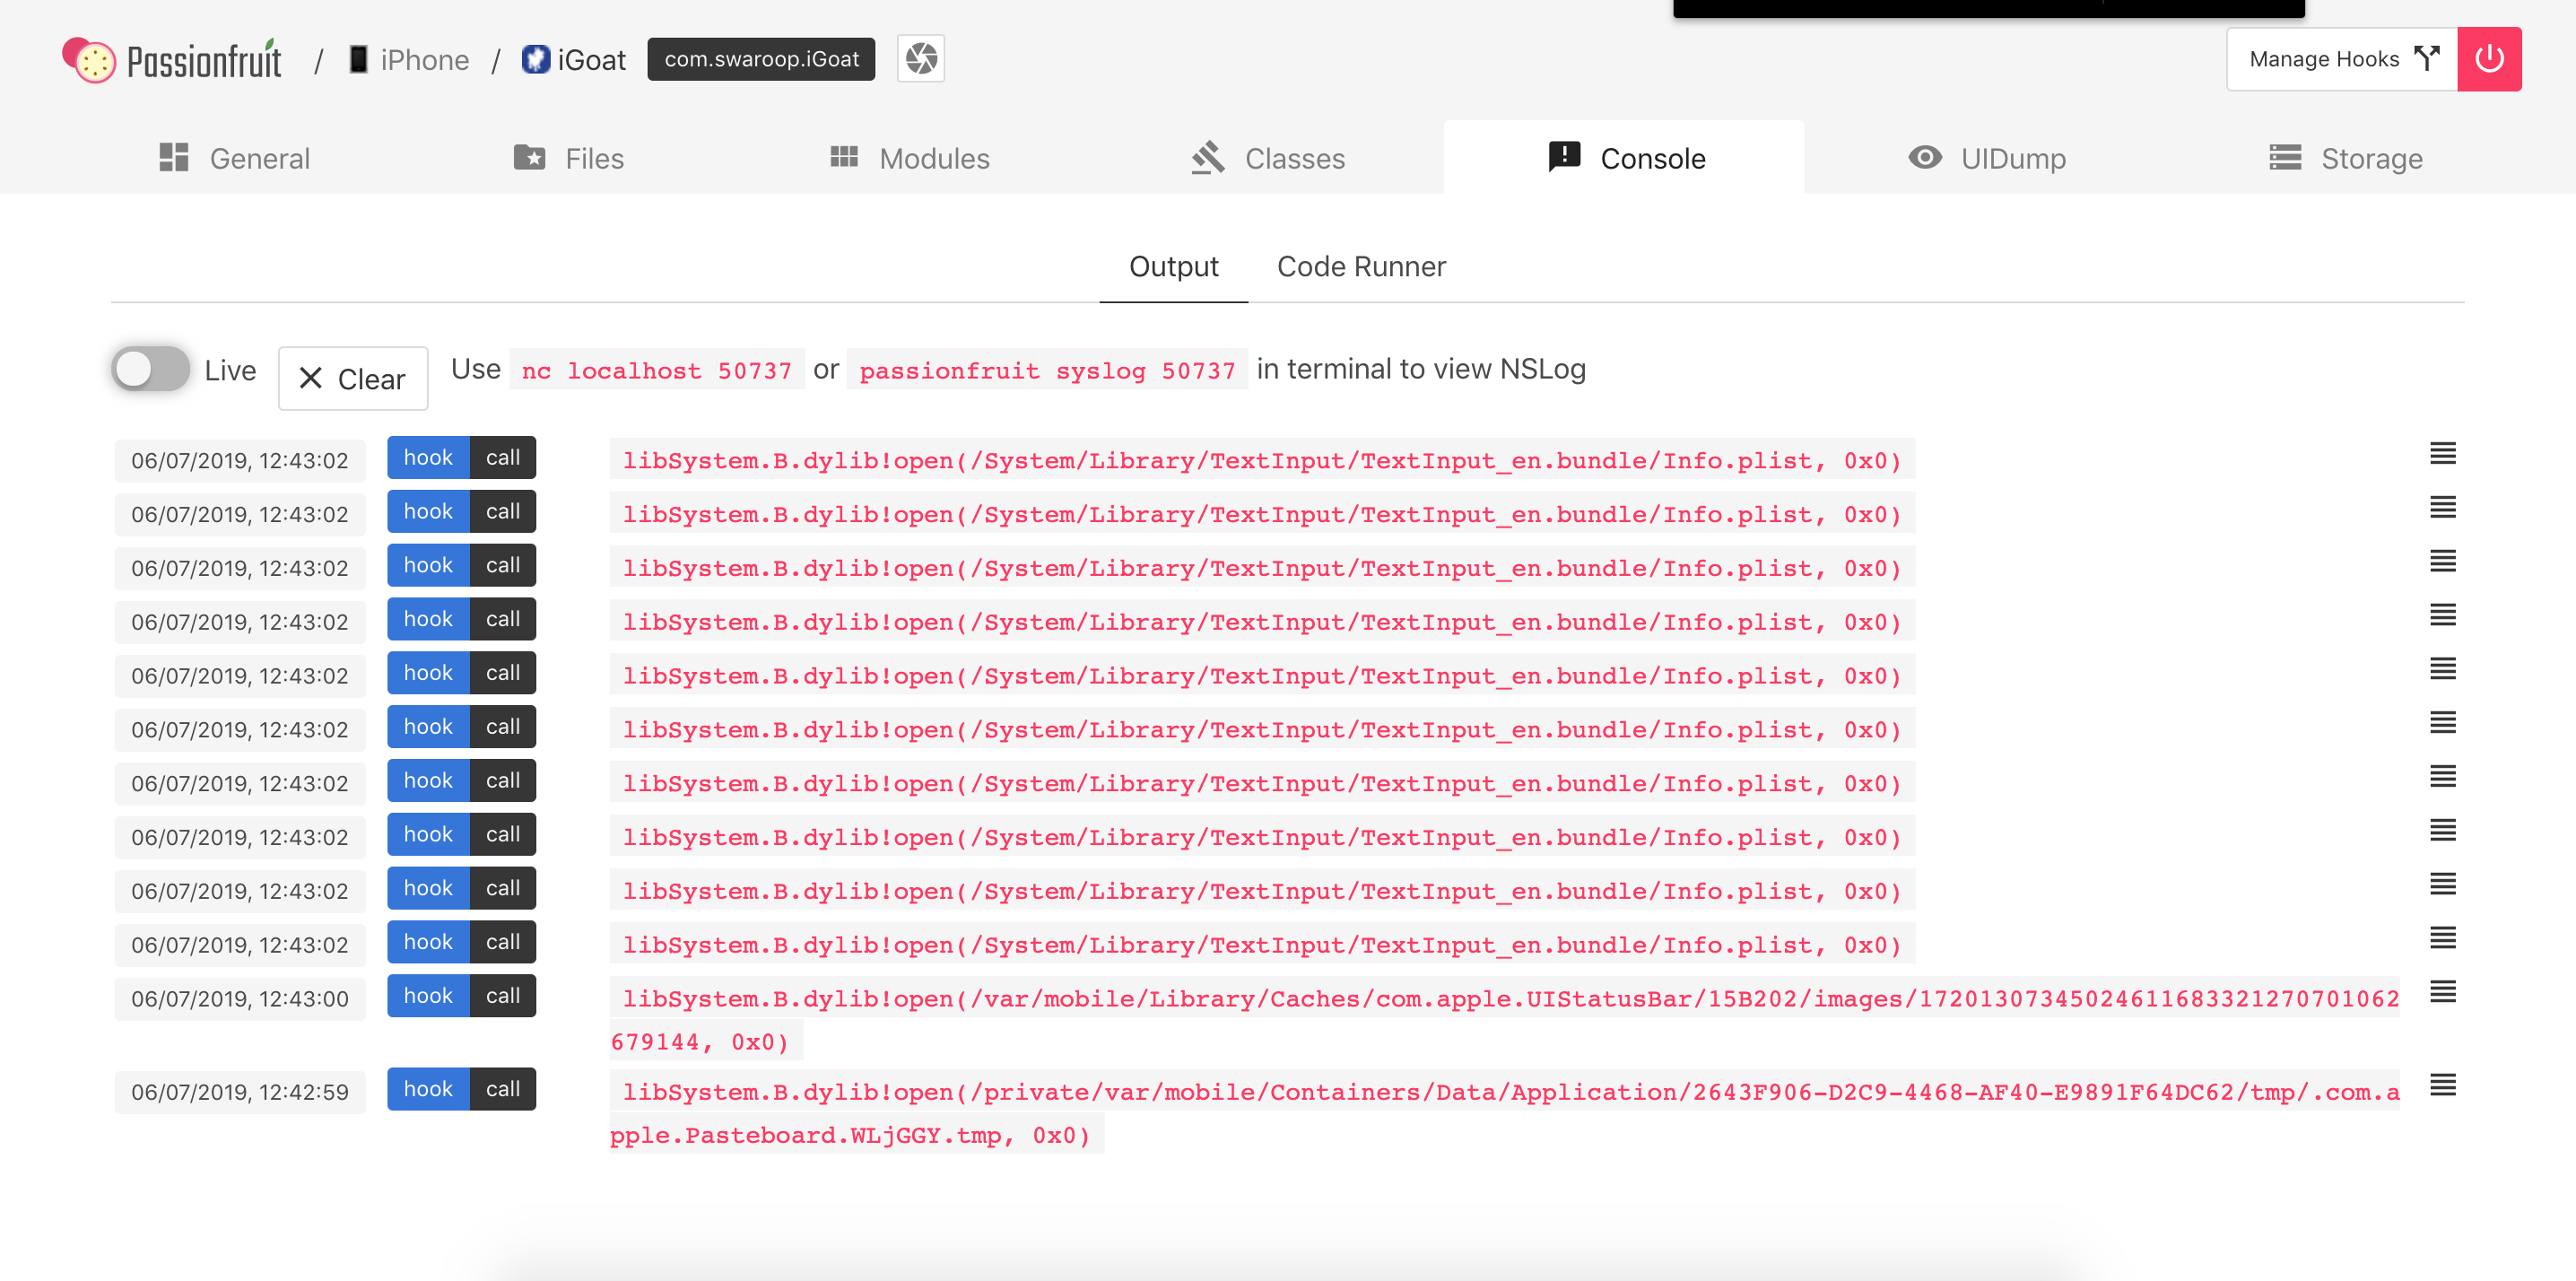 Passionfruit / iPhone / iGoat com.swaroop.iGoat Manage Hooks
General Files Modules Classes Console UIDump Storage
Output Code Runner
Live Clear Use nc localhost 50737 or passionfruit syslog 50737 in terminal to view NSLog
06/07/2019, 12:43:02 hook call libSystem.B.dylib!open(/System/Library/TextInput/TextInput_en.bundle/Info.plist, 0x0)
06/07/2019, 12:43:02 hook call libSystem.B.dylib!open(/System/Library/TextInput/TextInput_en.bundle/Info.plist, 0x0)
06/07/2019, 12:43:02 hook call libSystem.B.dylib!open(/System/Library/TextInput/TextInput_en.bundle/Info.plist, 0x0)
06/07/2019, 12:43:02 hook call libSystem.B.dylib!open(/System/Library/TextInput/TextInput_en.bundle/Info.plist, 0x0)
06/07/2019, 12:43:02 hook call libSystem.B.dylib!open(/System/Library/TextInput/TextInput_en.bundle/Info.plist, 0x0)
06/07/2019, 12:43:02 hook call libSystem.B.dylib!open(/System/Library/TextInput/TextInput_en.bundle/Info.plist, 0x0)
06/07/2019, 12:43:02 hook call libSystem.B.dylib!open(/System/Library/TextInput/TextInput_en.bundle/Info.plist, 0x0)
06/07/2019, 12:43:02 hook call libSystem.B.dylib!open(/System/Library/TextInput/TextInput_en.bundle/Info.plist, 0x0)
06/07/2019, 12:43:02 hook call libSystem.B.dylib!open(/System/Library/TextInput/TextInput_en.bundle/Info.plist, 0x0)
06/07/2019, 12:43:02 hook call libSystem.B.dylib!open(/System/Library/TextInput/TextInput_en.bundle/Info.plist, 0x0)
06/07/2019, 12:43:00 hook call libSystem.B.dylib!open(/var/mobile/Library/Caches/com.apple.UIStatusBar/15B202/images/17201307345024611683321270701062
679144, 0x0)
06/07/2019, 12:42:59 hook call libSystem.B.dylib!open(/private/var/mobile/Containers/Data/Application/2643F906-D2C9-4468-AF40-E9891F64DC62/tmp/.com.a
pple.Pasteboard.WLjGGY.tmp, 0x0)